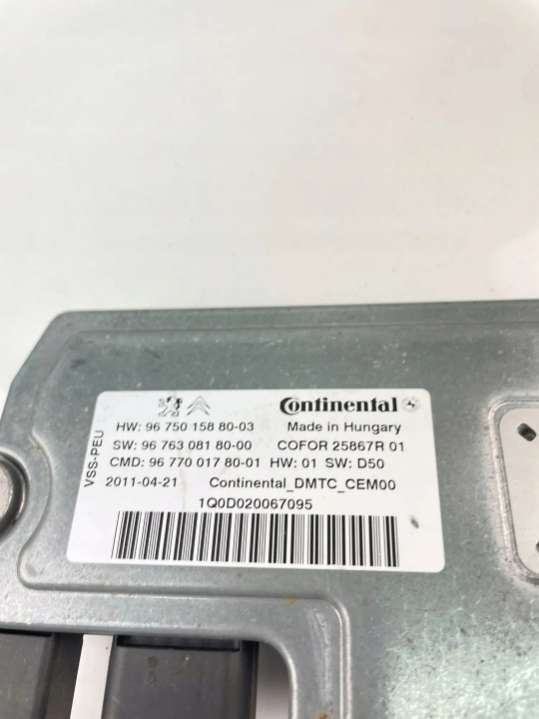 Continental
HW: 96 750 158 80-03 Made in Hungary
SW: 96 763 081 80-00 COFOR 25867R 01
CMD: 96 770 017 80-01 HW: 01 SW: D50
2011-04-21 Continental_DMTC_CEM00
1Q0D020067095
VSS-PEU